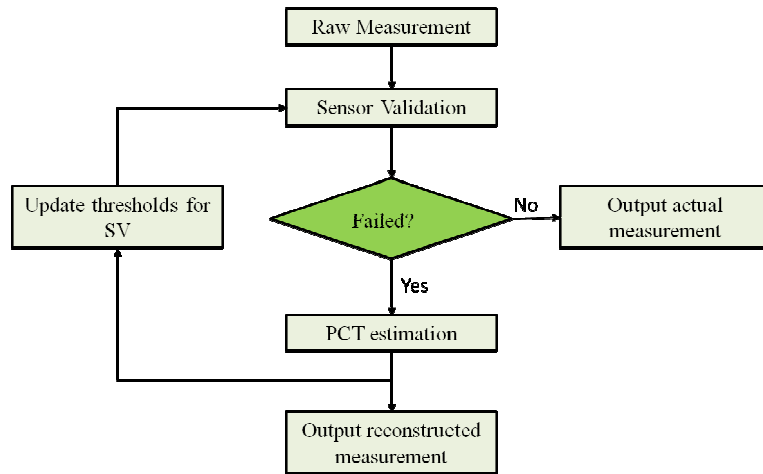 Raw Measurement
Sensor Validation
Update thresholds for
SV
Failed?
No
Output actual
measurement
Yes
PCT estimation
Output reconstructed
measurement